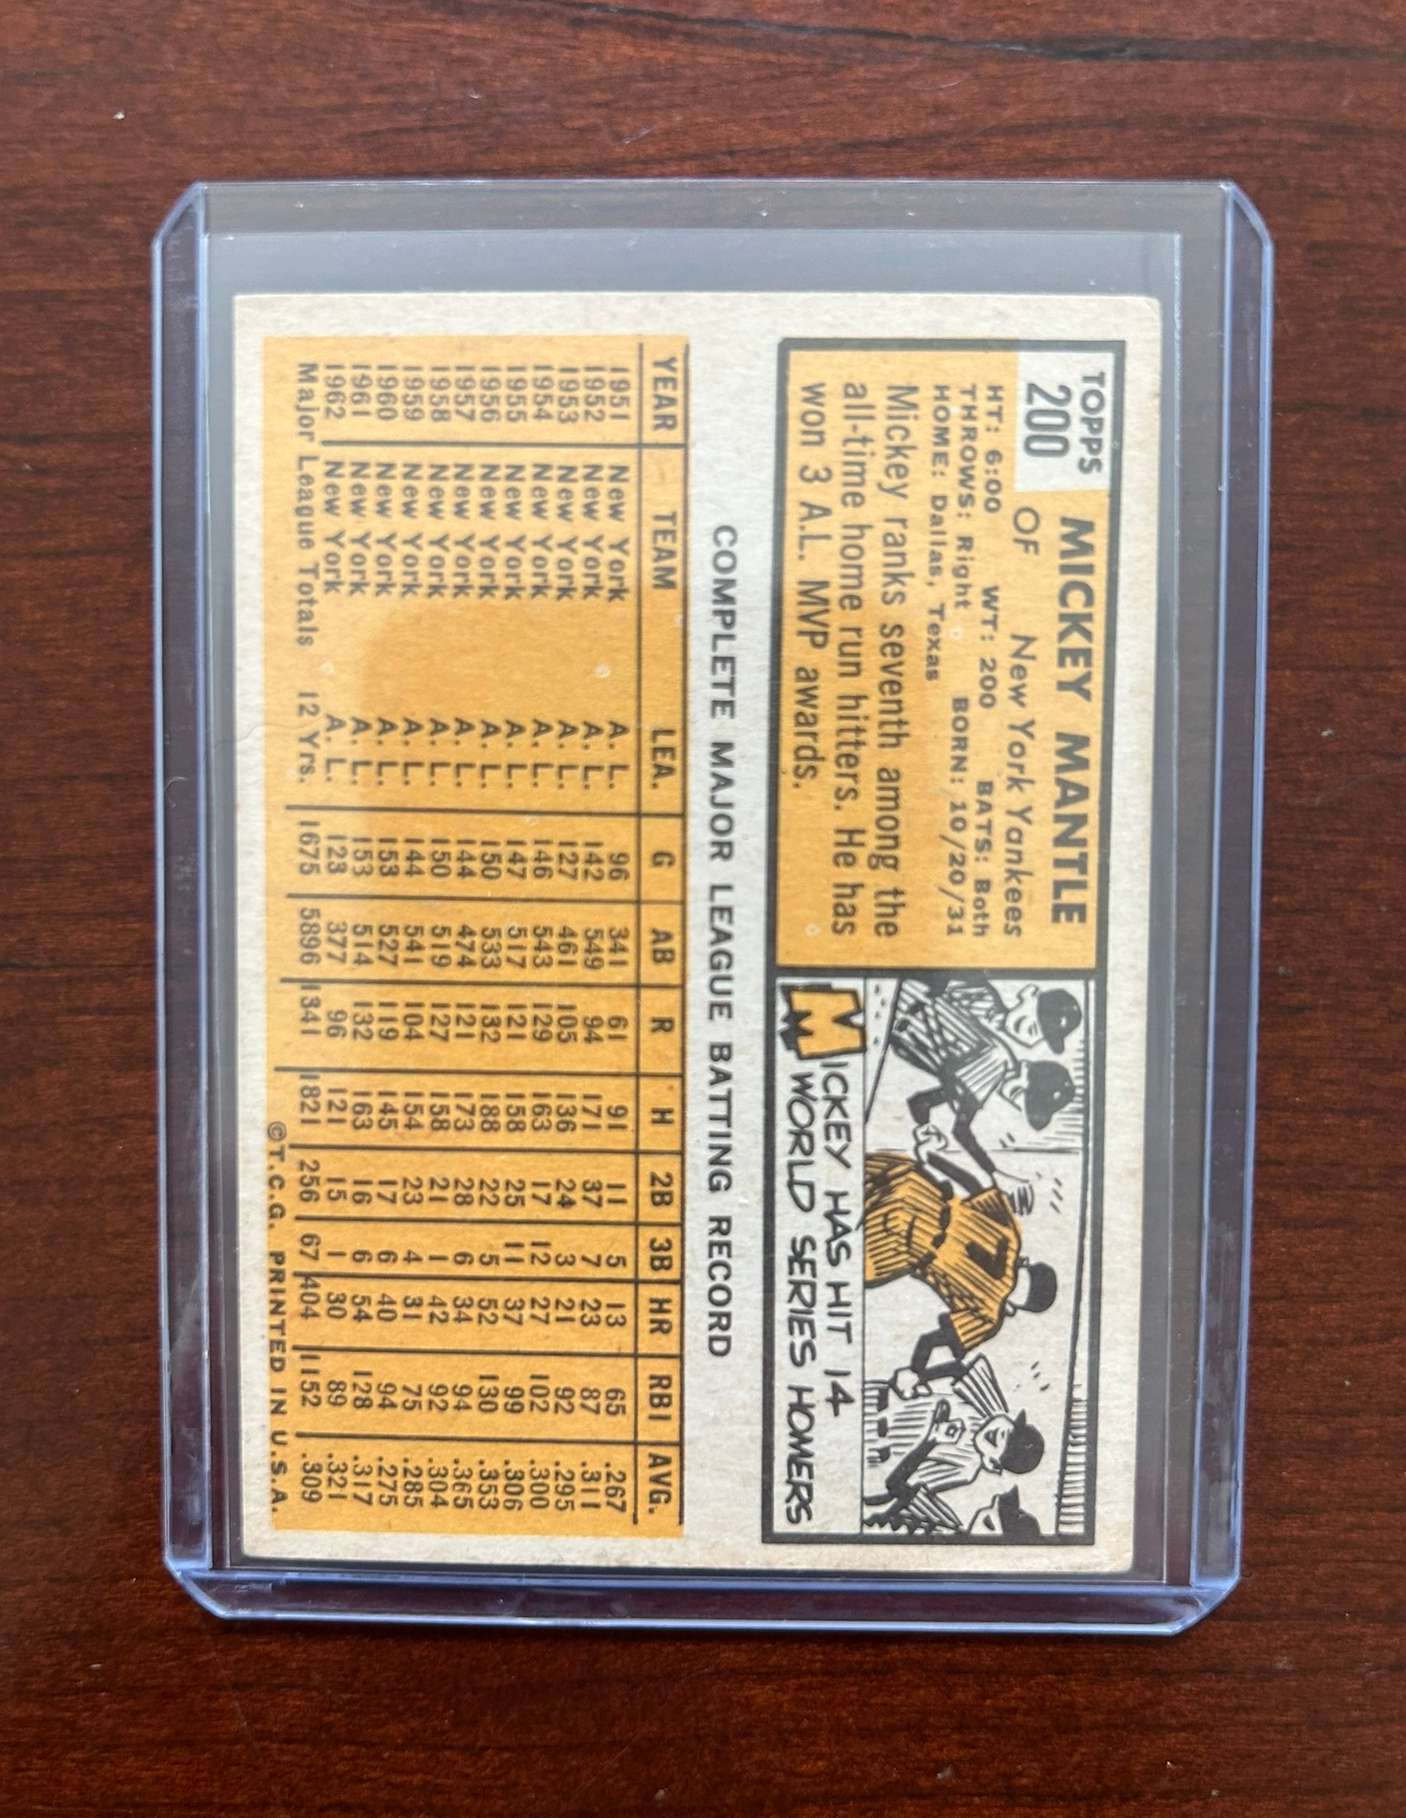 TOPPS
200
MICKEY MANTLE
OF New York Yankees
HT: 6:00 WT: 200 BATS: Both
THROWS: Right BORN: 10/20/31
HOME: Dallas, Texas
Mickey ranks seventh among the
all-time home run hitters. He has
won 3 A.L. MVP awards.
7
MICKEY HAS HIT 14
WORLD SERIES HOMERS
M
COMPLETE MAJOR LEAGUE BATTING RECORD
YEAR TEAM LEA. G AB R H 2B 3B HR RBI AVG.
1951 New York A. L. 96 341 61 91 11 5 13 65 .267
1952 New York A. L. 142 549 94 171 37 7 23 87 .311
1953 New York A. L. 127 461 105 136 24 3 21 92 .295
1954 New York A. L. 146 543 129 163 17 12 27 102 .300
1955 New York A. L. 147 517 121 158 25 11 37 99 .306
1956 New York A. L. 150 533 132 188 22 5 52 130 .353
1957 New York A. L. 144 474 121 173 28 6 34 94 .365
1958 New York A. L. 150 519 127 158 21 1 42 92 .304
1959 New York A. L. 144 541 104 154 23 4 31 75 .285
1960 New York A. L. 153 527 119 145 17 6 40 94 .275
1961 New York A. L. 153 514 132 163 16 6 54 128 .317
1962 New York A. L. 123 377 96 121 15 1 30 89 .321
Major League Totals 12 Yrs. 1675 5896 1341 1821 256 67 404 1152 .309
©T.C.G. PRINTED IN U.S.A.